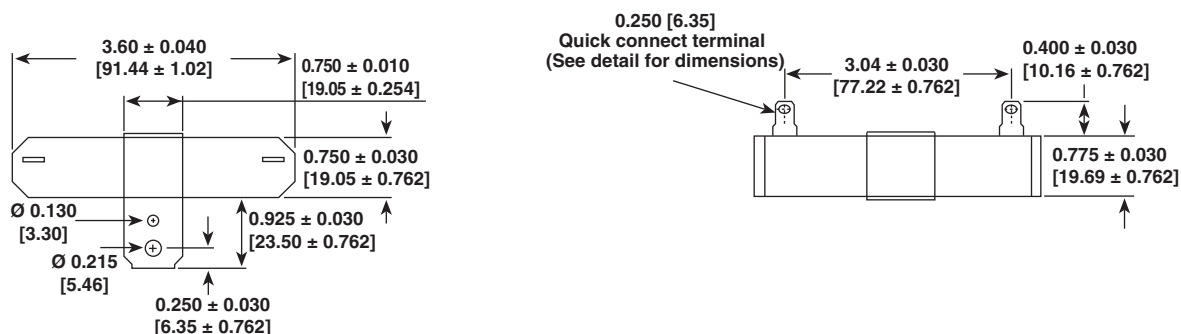 3.60 ± 0.040
[91.44 ± 1.02]
0.750 ± 0.010
[19.05 ± 0.254]
0.750 ± 0.030
[19.05 ± 0.762]
Ø 0.130
[3.30]
0.925 ± 0.030
[23.50 ± 0.762]
Ø 0.215
[5.46]
0.250 ± 0.030
[6.35 ± 0.762]
0.250 [6.35]
Quick connect terminal
(See detail for dimensions)
3.04 ± 0.030
[77.22 ± 0.762]
0.400 ± 0.030
[10.16 ± 0.762]
0.775 ± 0.030
[19.69 ± 0.762]